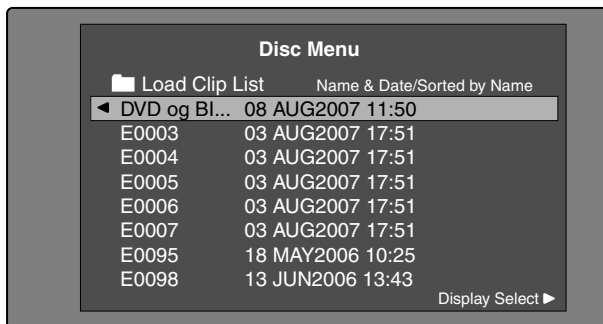 Disc Menu
Load Clip List Name & Date/Sorted by Name
◄ DVD og Bl... 08 AUG2007 11:50
E0003 03 AUG2007 17:51
E0004 03 AUG2007 17:51
E0005 03 AUG2007 17:51
E0006 03 AUG2007 17:51
E0007 03 AUG2007 17:51
E0095 18 MAY2006 10:25
E0098 13 JUN2006 13:43
Display Select ►